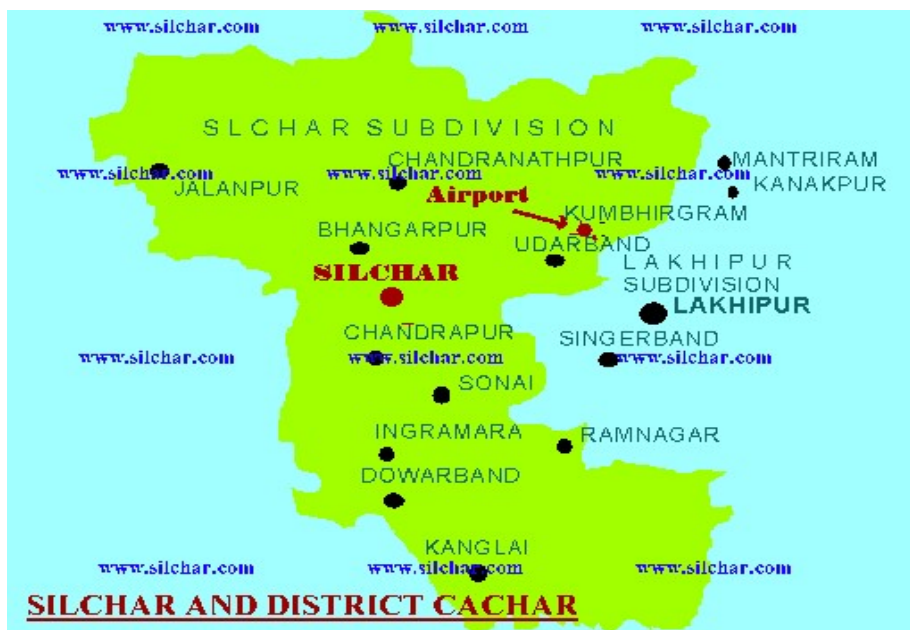 www.silchar.com www.silchar.com www.silchar.com
SLCHAR SUBDIVISION
CHANDRANATHPUR MANTRIRAM
www.silchar.com www.silchar.com www.silchar.com
JALANPUR KANAKPUR
Airport
KUMBHIRGRAM
BHANGARPUR
UDARBAND
LAKHIPUR
SILCHAR
SUBDIVISION
LAKHIPUR
CHANDRAPUR SINGERBAND
www.silchar.com www.silchar.com www.silchar.com
SONAI
INGRAMARA RAMNAGAR
DOWARBAND
KANGLAI
www.silchar.com www.silchar.com www.silchar.com
SILCHAR AND DISTRICT CACHAR